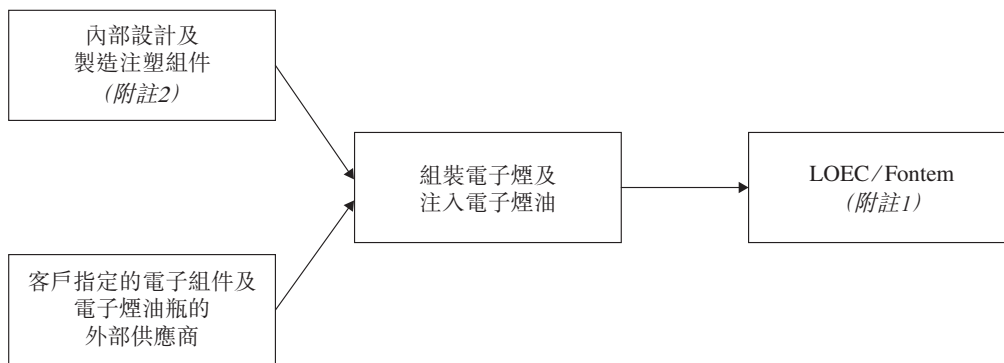 內部設計及
製造注塑組件
（附註2）
組裝電子煙及
注入電子煙油
LOEC/Fontem
（附註1）
客戶指定的電子組件及
電子煙油瓶的
外部供應商